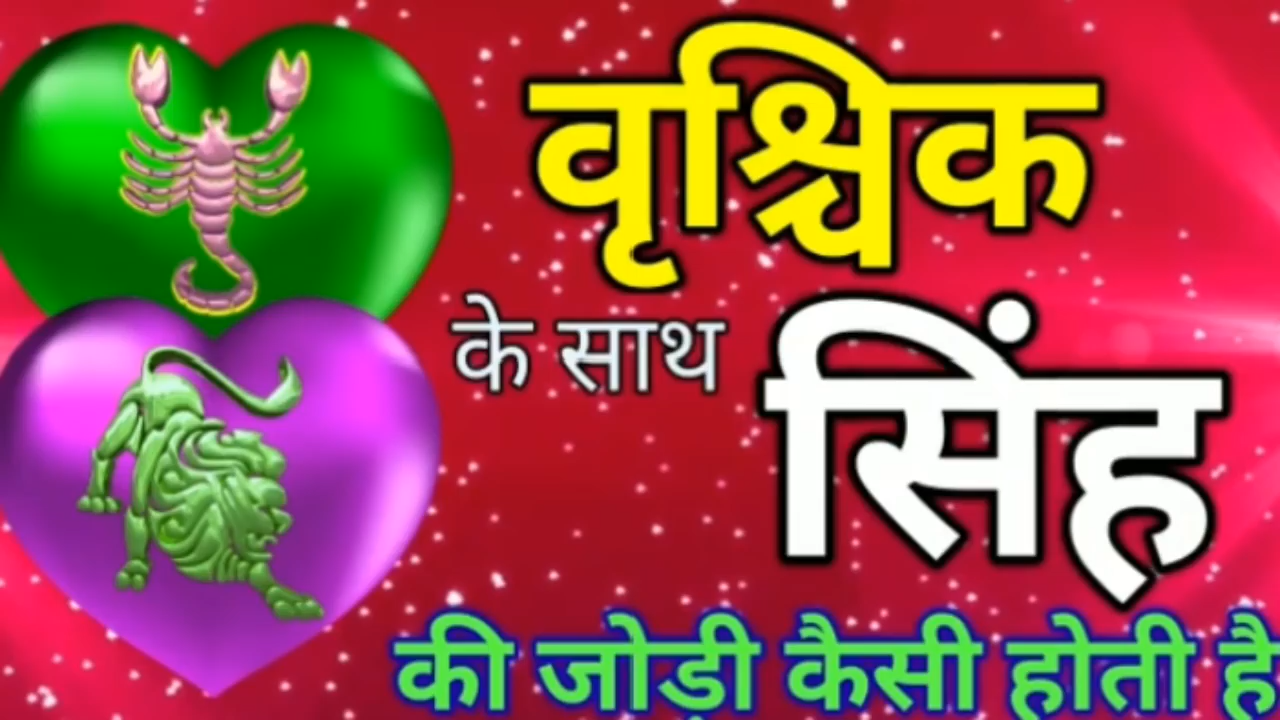 वृश्चिक
के साथ सिंह
की जोड़ी कैसी होती है